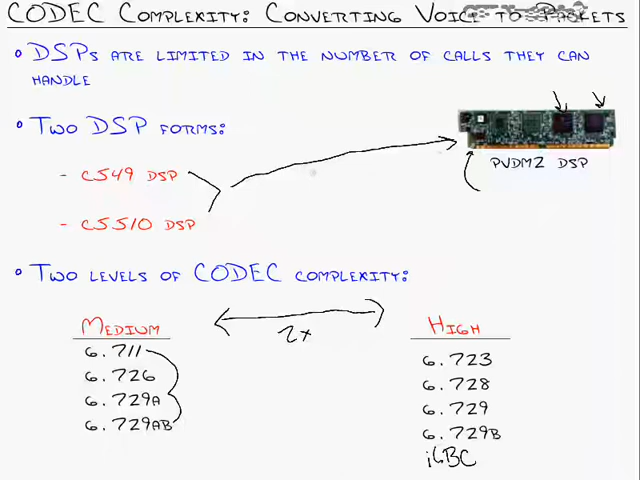 CODEC COMPLEXITY: CONVERTING VOICE TO PACKETS
• DSPs ARE LIMITED IN THE NUMBER OF CALLS THEY CAN
HANDLE
• TWO DSP FORMS:
- C549 DSP
- C5510 DSP
PVDM2 DSP
• TWO LEVELS OF CODEC COMPLEXITY:
MEDIUM
G.711
G.726
G.729A
G.729AB
2x
HIGH
G.723
G.728
G.729
G.729B
iLBC